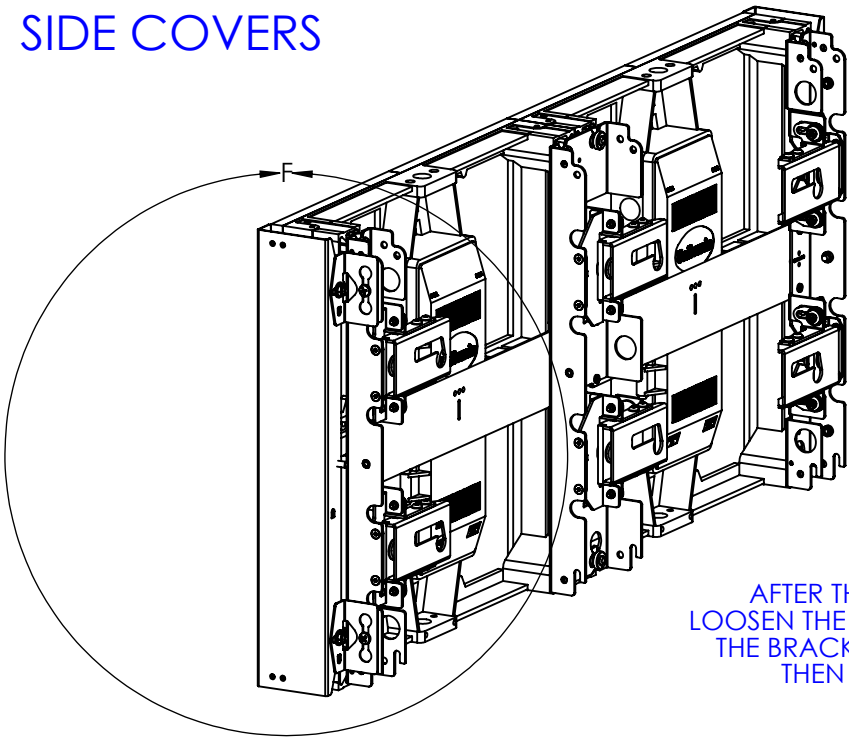 SIDE COVERS
F
AFTER TH
LOOSEN THE
THE BRACK
THEN